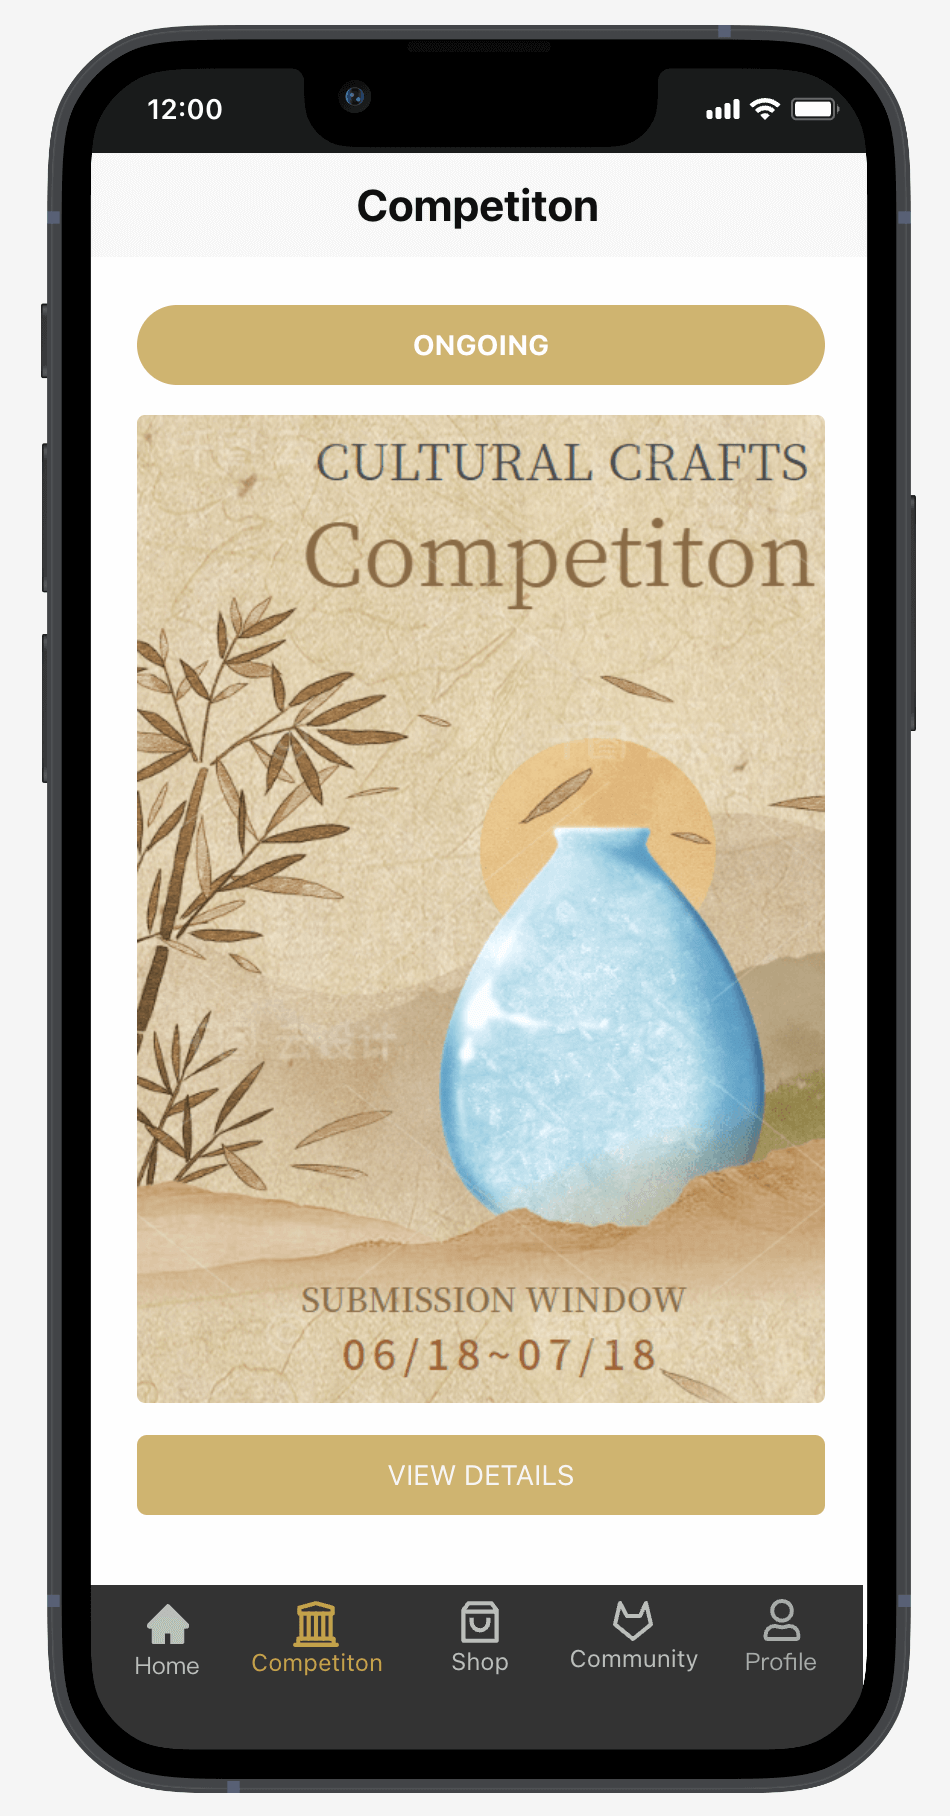 12:00
Competiton
ONGOING
CULTURAL CRAFTS
Competiton
SUBMISSION WINDOW
06/18~07/18
VIEW DETAILS
Home
Competiton
Shop
Community
Profile